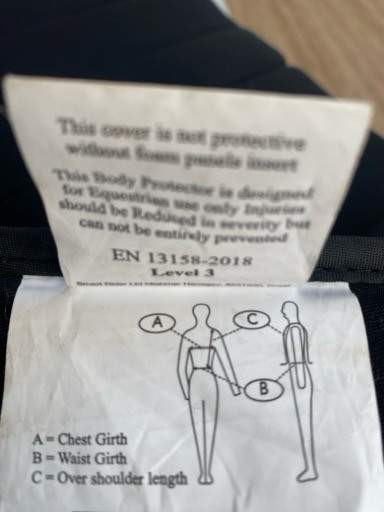 This cover is not protective
without foam panels insert
This Body Protector is designed
for Equestrian use only Injuries
should be Reduced in severity but
can not be entirely prevented
EN 13158-2018
Level 3
A
C
B
A = Chest Girth
B = Waist Girth
C = Over shoulder length